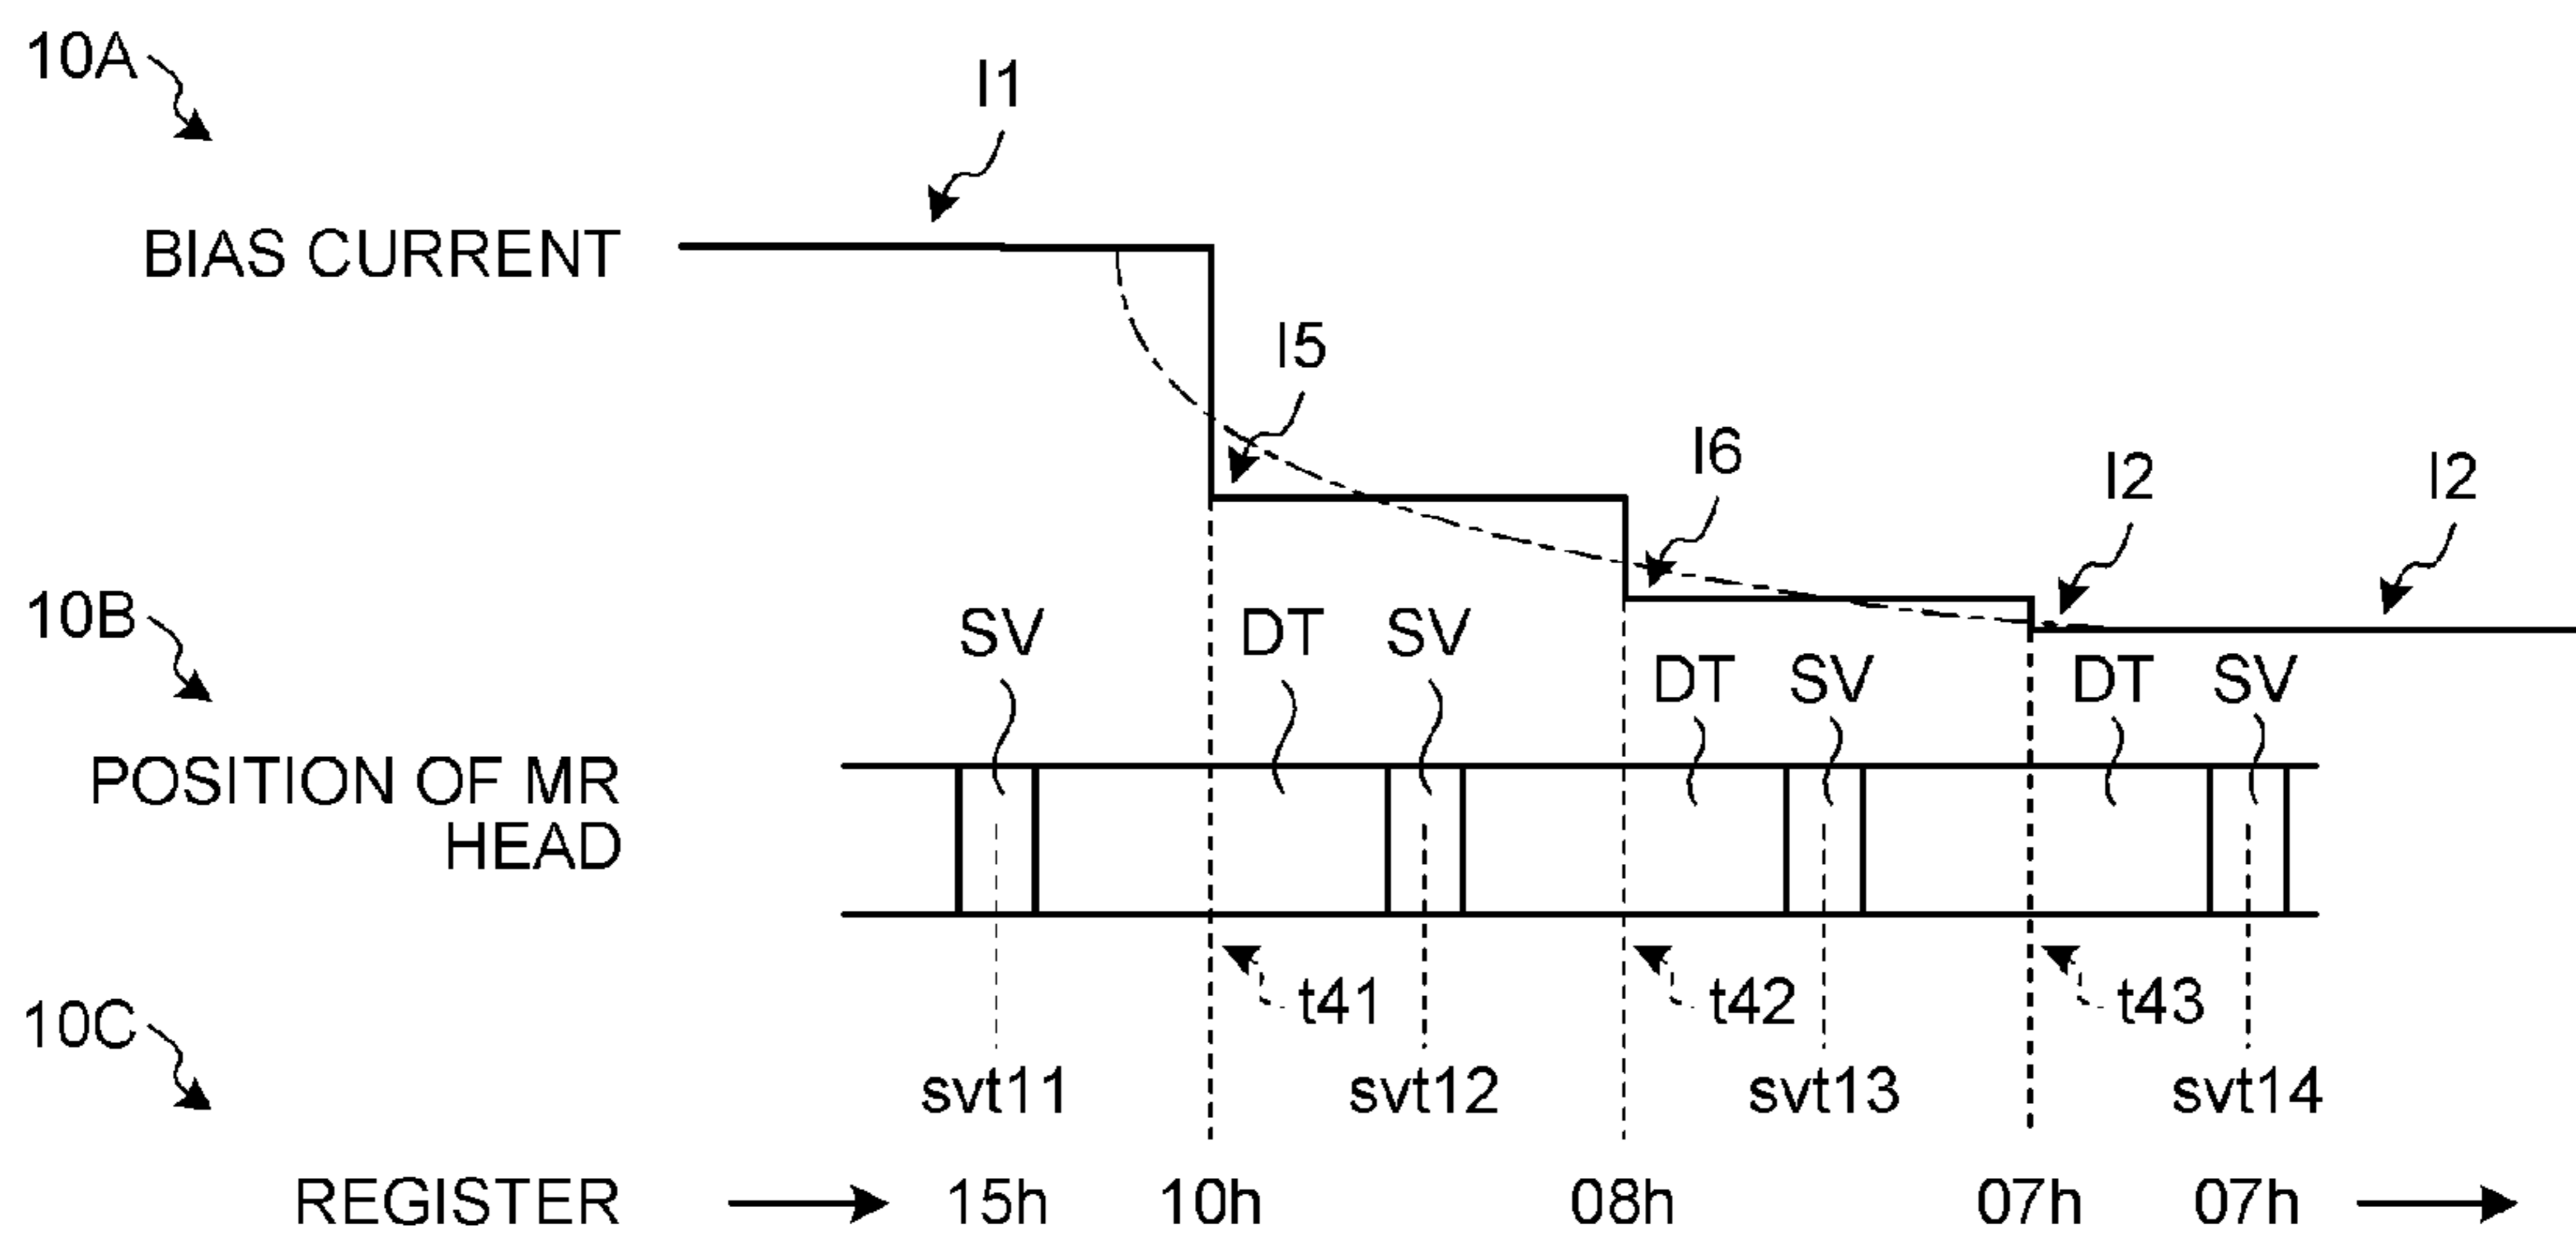 10A
I1
BIAS CURRENT
I5
I6
I2 I2
10B
SV DT SV
DT SV DT SV
POSITION OF MR
HEAD
t41 t42 t43
10C
svt11 svt12 svt13 svt14
REGISTER 15h 10h 08h 07h 07h